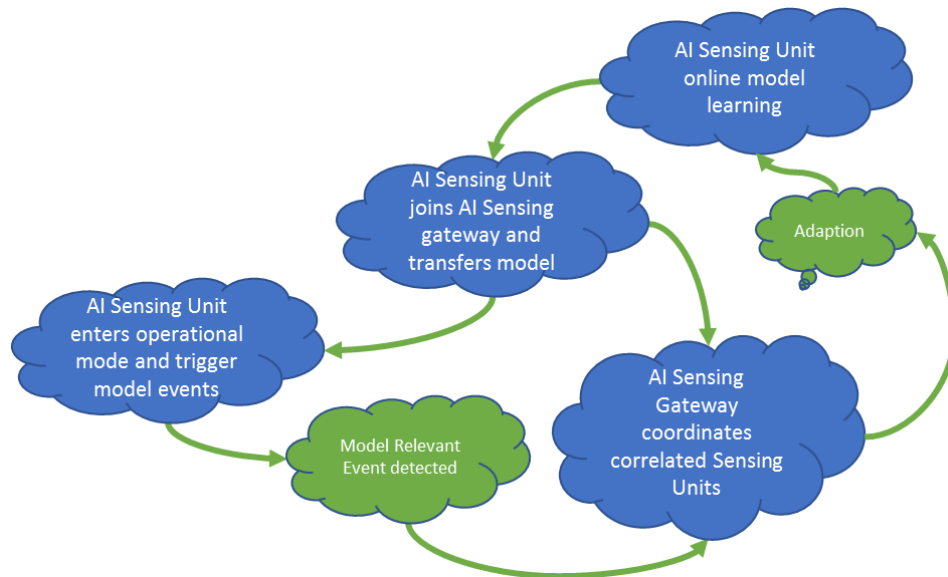 AI Sensing Unit
online model
learning
AI Sensing Unit
joins AI Sensing
gateway and
transfers model
Adaption
AI Sensing Unit
enters operational
mode and trigger
model events
AI Sensing
Gateway
coordinates
correlated Sensing
Units
Model Relevant
Event detected